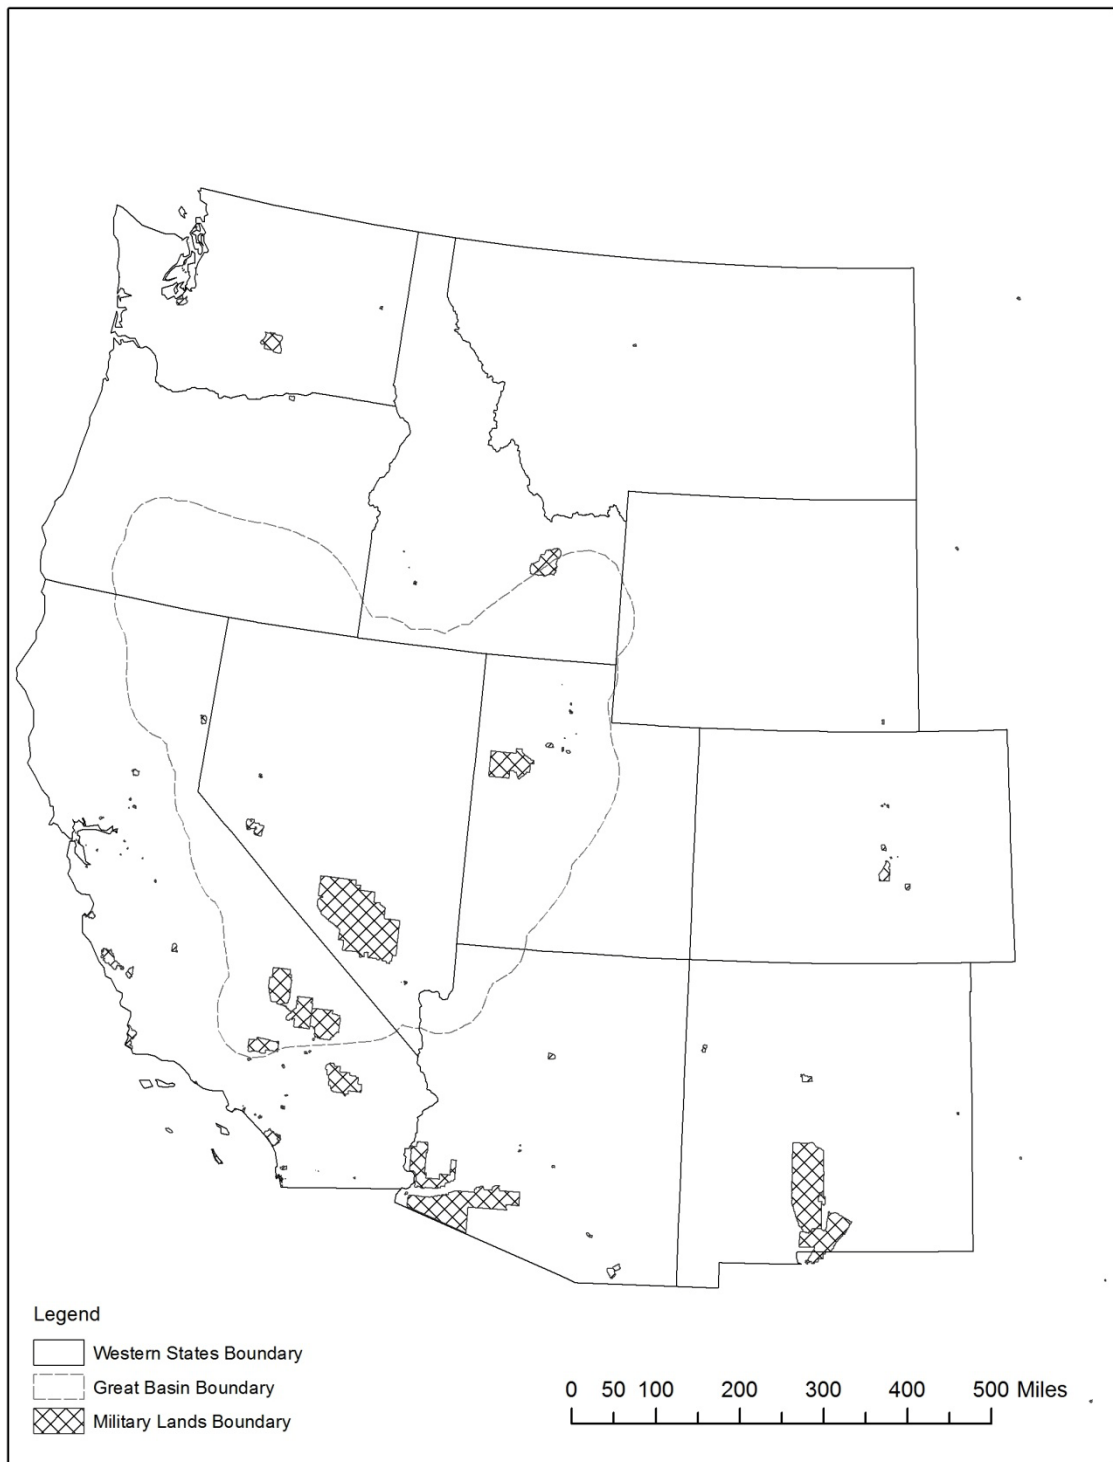 Legend
Western States Boundary
Great Basin Boundary
Military Lands Boundary
0 50 100 200 300 400 500 Miles